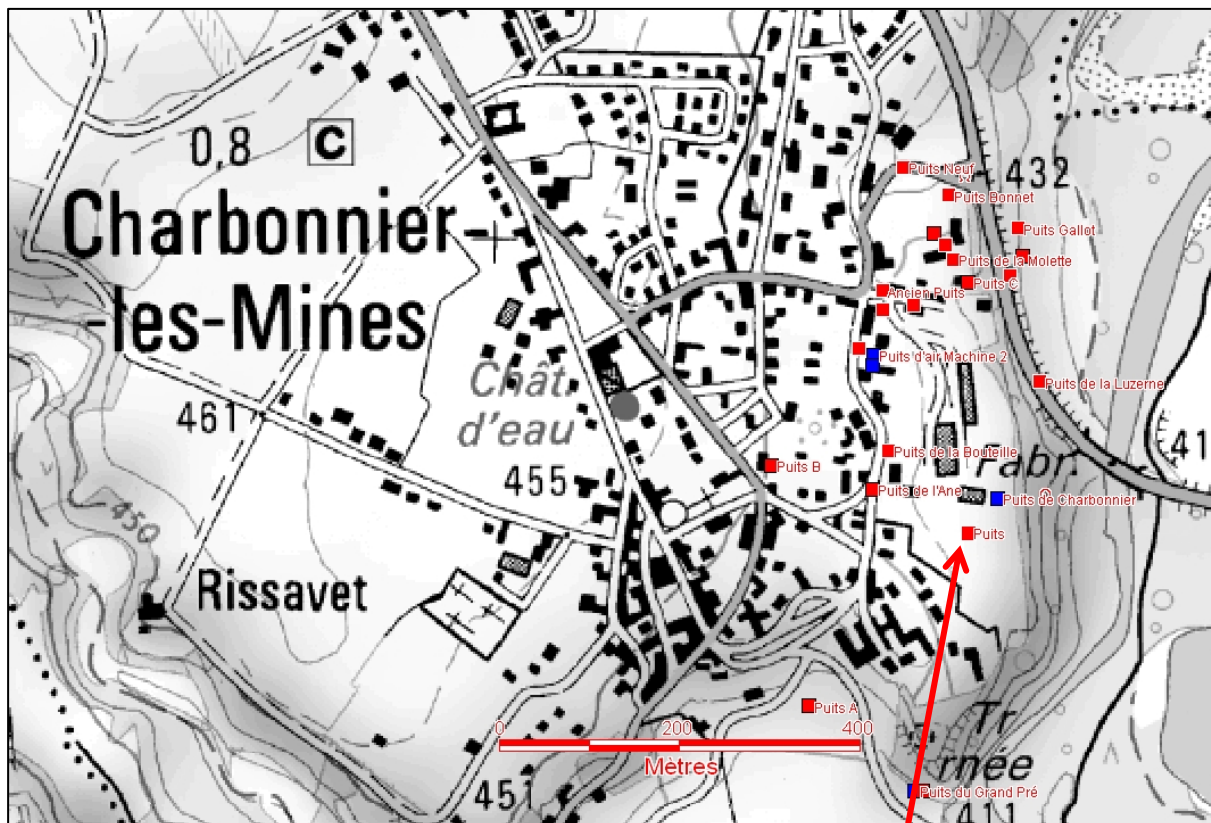 0,8 C
Charbonnier
-les-Mines
Chât.
d'eau
461
455
450
Rissavet
451
432
Puits Neuf
Puits Bonnet
Puits Gallot
Puits de la Molette
Puits C
Ancien Puits
Puits d'air Machine 2
Puits de la Luzerne
41
Puits de la Bouteille
Fabr.
Puits B
Puits de l'Ane
Puits de Charbonnier
Puits
Puits A
0 200 400
Mètres
Tr
rnée
Puits du Grand Pré
411